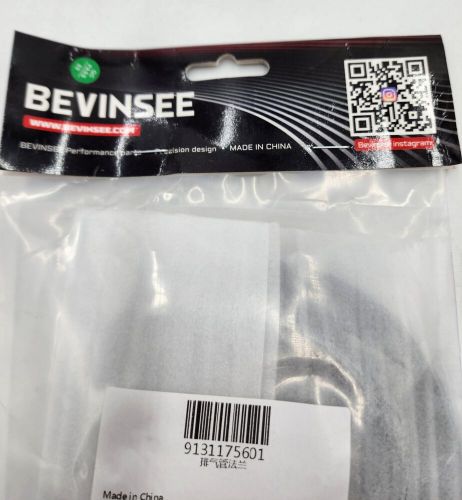 BEVINSEE
WWW.BEVINSEE.COM
BEVINSEE Performance parts Precision design • MADE IN CHINA
Bevinsee instagram
9131175601
排气管法兰
Made in China